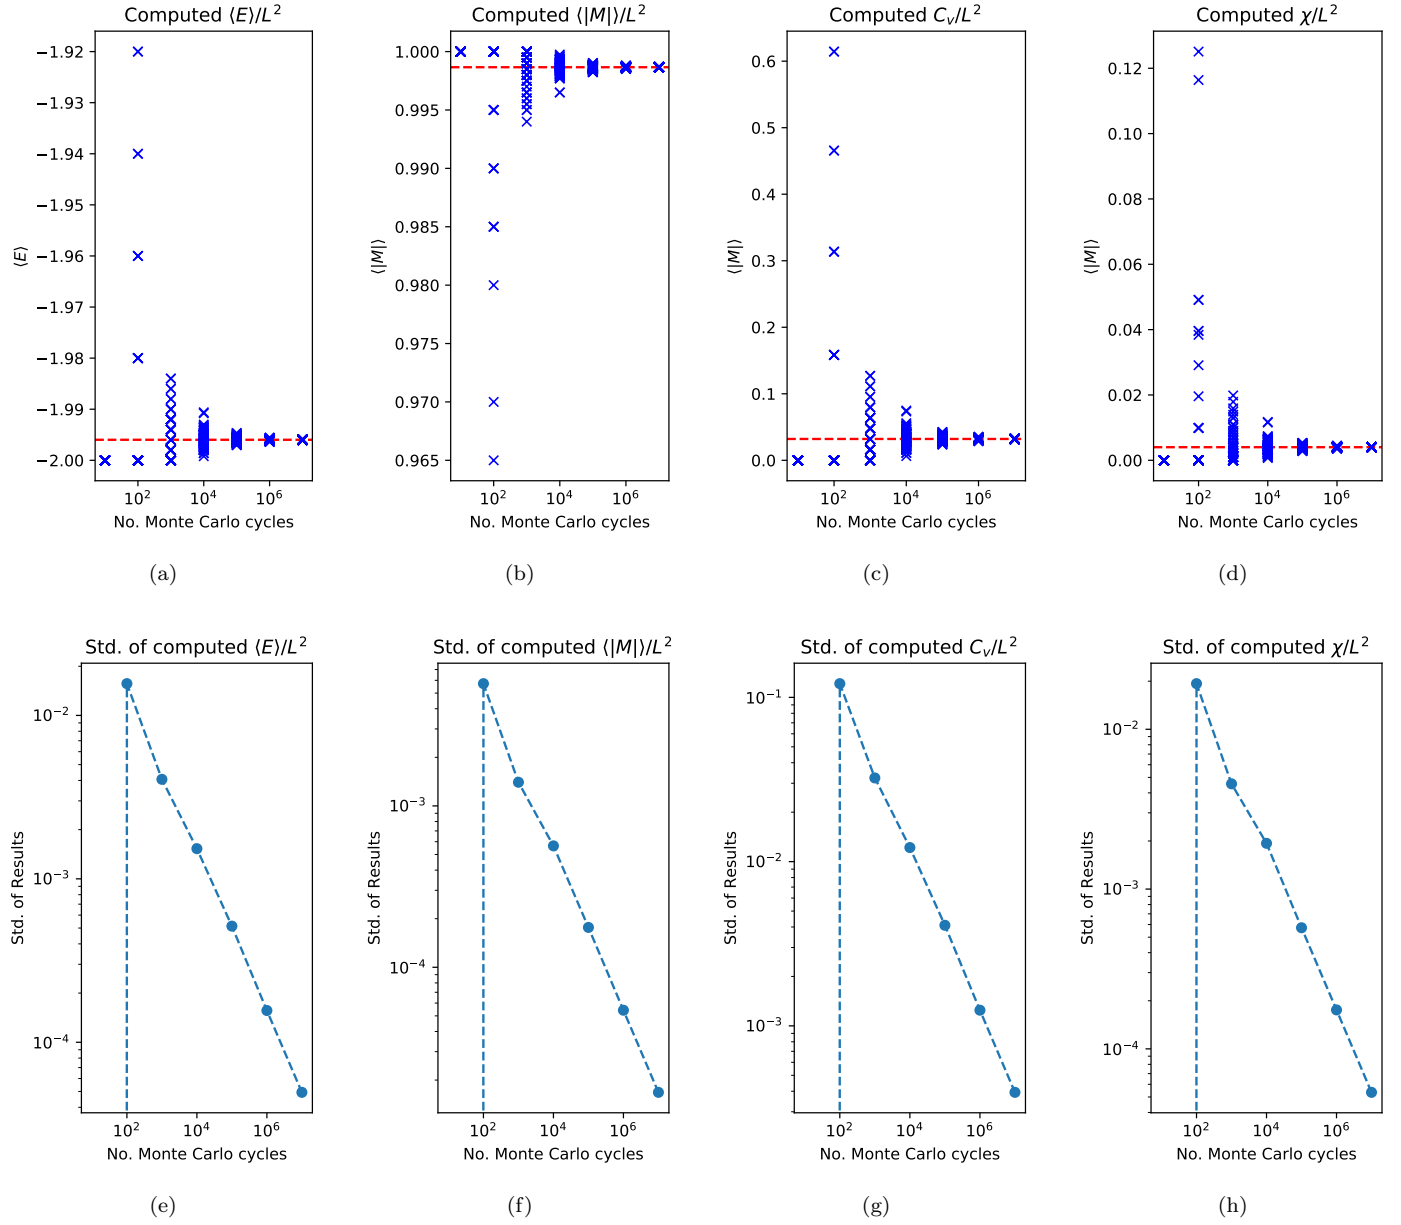 Computed ⟨E⟩/L²
⟨E⟩
−1.92
−1.93
−1.94
−1.95
−1.96
−1.97
−1.98
−1.99
−2.00
10² 10⁴ 10⁶
No. Monte Carlo cycles
(a)
Computed ⟨|M|⟩/L²
⟨|M|⟩
1.000
0.995
0.990
0.985
0.980
0.975
0.970
0.965
10² 10⁴ 10⁶
No. Monte Carlo cycles
(b)
Computed Cᵥ/L²
⟨|M|⟩
0.6
0.5
0.4
0.3
0.2
0.1
0.0
10² 10⁴ 10⁶
No. Monte Carlo cycles
(c)
Computed χ/L²
⟨|M|⟩
0.12
0.10
0.08
0.06
0.04
0.02
0.00
10² 10⁴ 10⁶
No. Monte Carlo cycles
(d)
Std. of computed ⟨E⟩/L²
Std. of Results
10⁻²
10⁻³
10⁻⁴
10² 10⁴ 10⁶
No. Monte Carlo cycles
(e)
Std. of computed ⟨|M|⟩/L²
Std. of Results
10⁻³
10⁻⁴
10² 10⁴ 10⁶
No. Monte Carlo cycles
(f)
Std. of computed Cᵥ/L²
Std. of Results
10⁻¹
10⁻²
10⁻³
10² 10⁴ 10⁶
No. Monte Carlo cycles
(g)
Std. of computed χ/L²
Std. of Results
10⁻²
10⁻³
10⁻⁴
10² 10⁴ 10⁶
No. Monte Carlo cycles
(h)